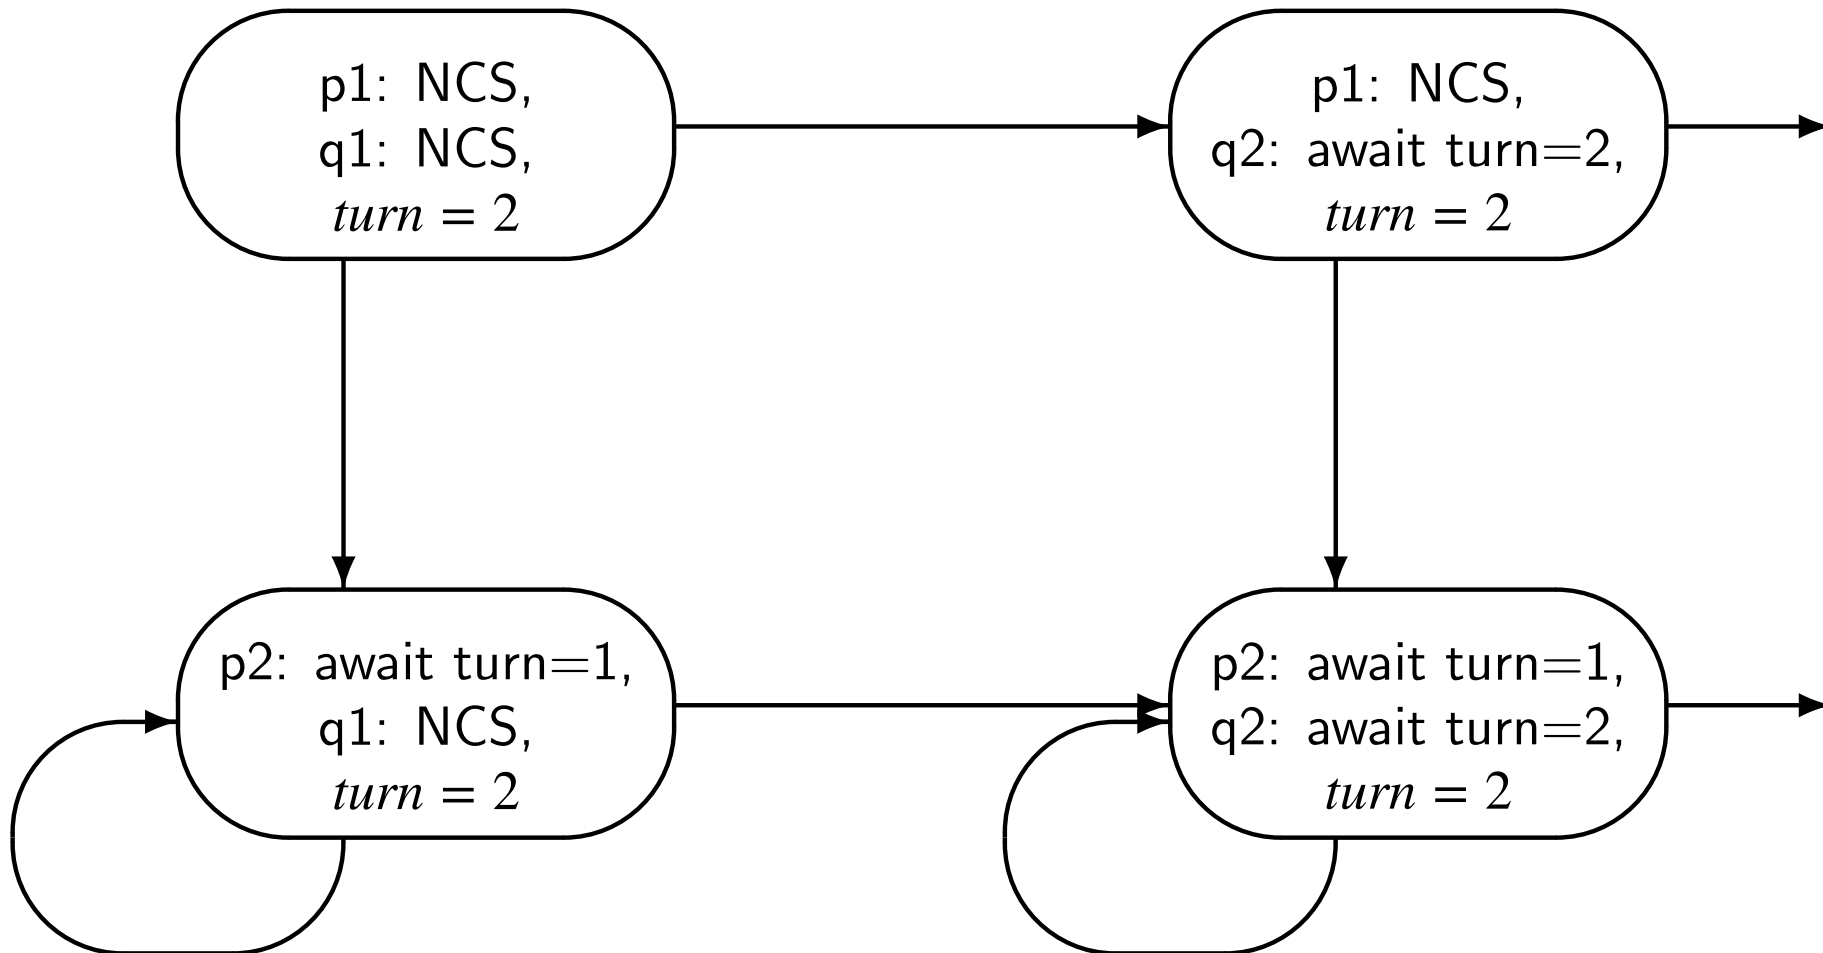 p1: NCS,
q1: NCS,
turn = 2
p1: NCS,
q2: await turn=2,
turn = 2
p2: await turn=1,
q1: NCS,
turn = 2
p2: await turn=1,
q2: await turn=2,
turn = 2